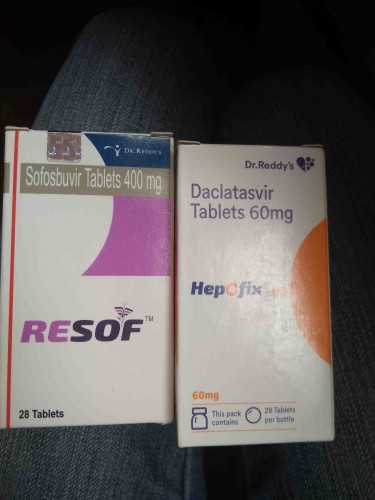 Dr.Reddy's
Sofosbuvir Tablets 400 mg
RESOF™
28 Tablets
Dr.Reddy's
Daclatasvir
Tablets 60mg
Hepcfix
60mg
This pack
contains
28 Tablets
per bottle